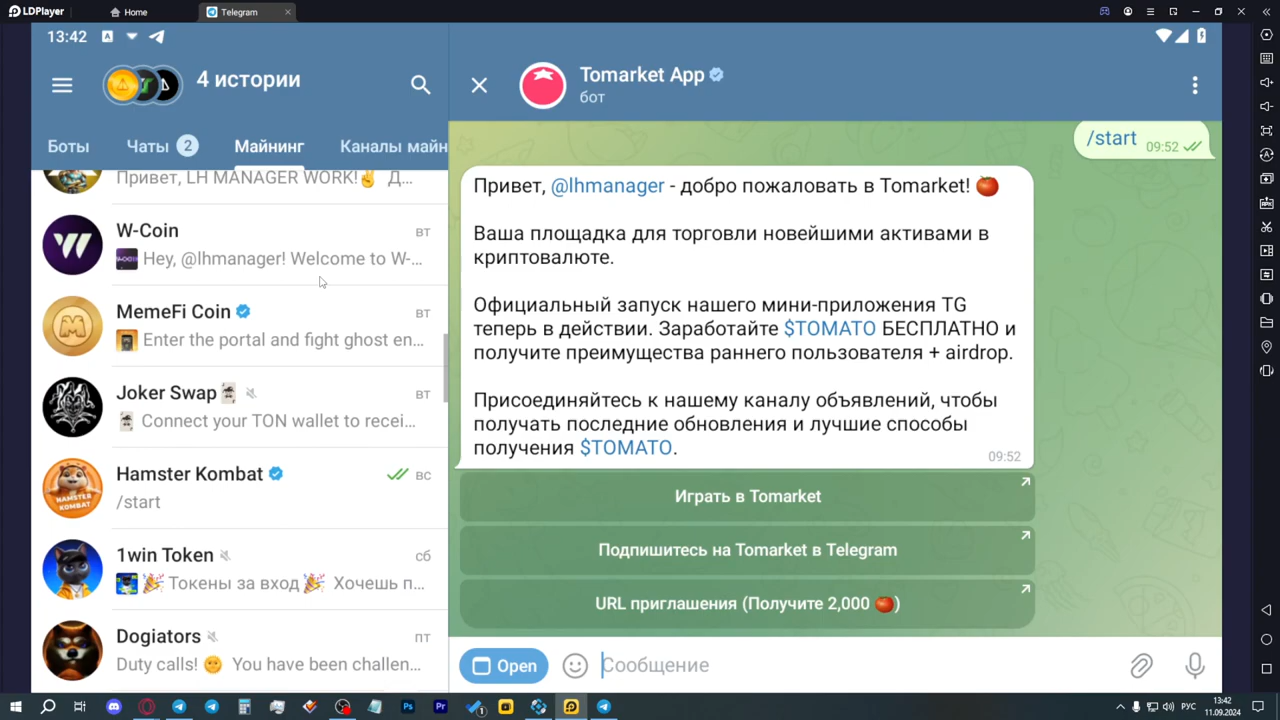 LDPlayer
Home
Telegram
13:42
4 истории
Боты
Чаты 2
Майнинг
Каналы майн
Привет, LH MANAGER WORK!✌ Д...
W-Coin
вт
Hey, @lhmanager! Welcome to W-...
MemeFi Coin
вт
Enter the portal and fight ghost en...
Joker Swap🃏
вт
Connect your TON wallet to recei...
Hamster Kombat
вс
/start
HAMSTER
KOMBAT
1win Token
сб
🎉 Токены за вход 🎉 Хочешь п...
Dogiators
пт
Duty calls! 🌞 You have been challen...
Tomarket App
бот
/start 09:52
Привет, @lhmanager - добро пожаловать в Tomarket! 🍅
Ваша площадка для торговли новейшими активами в
криптовалюте.
Официальный запуск нашего мини-приложения TG
теперь в действии. Заработайте $TOMATO БЕСПЛАТНО и
получите преимущества раннего пользователя + airdrop.
Присоединяйтесь к нашему каналу объявлений, чтобы
получать последние обновления и лучшие способы
получения $TOMATO.
09:52
Играть в Tomarket
Подпишитесь на Tomarket в Telegram
URL приглашения (Получите 2,000 🍅)
Open
Сообщение
РУС
13:42
11.09.2024